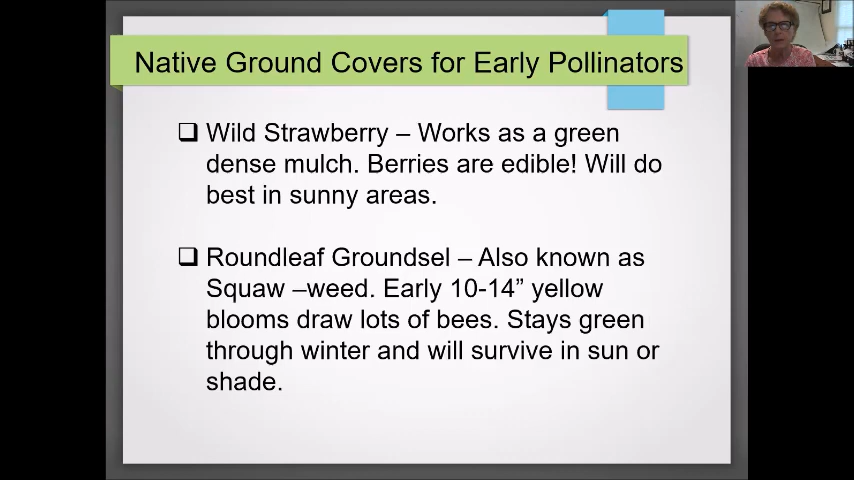 Native Ground Covers for Early Pollinators
❑ Wild Strawberry – Works as a green
dense mulch. Berries are edible! Will do
best in sunny areas.
❑ Roundleaf Groundsel – Also known as
Squaw –weed. Early 10-14” yellow
blooms draw lots of bees. Stays green
through winter and will survive in sun or
shade.